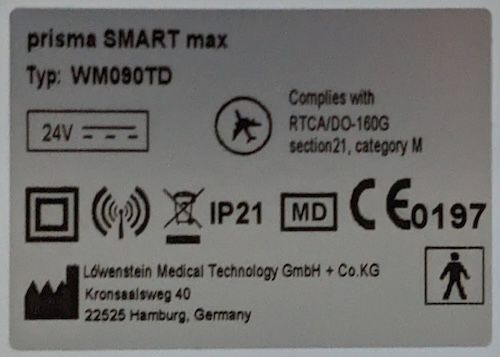 prisma SMART max
Typ: WM090TD
24V
Complies with
RTCA/DO-160G
section21, category M
IP21
MD
CE0197
Löwenstein Medical Technology GmbH + Co.KG
Kronsaalsweg 40
22525 Hamburg, Germany